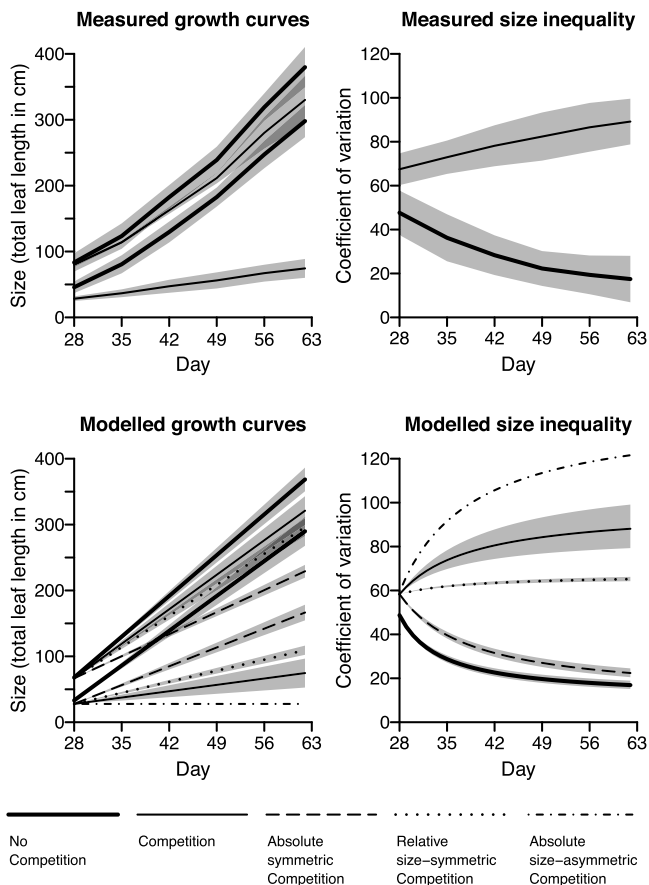 Measured growth curves
Size (total leaf length in cm)
400
300
200
100
0
28 35 42 49 56 63
Day
Measured size inequality
Coefficient of variation
120
100
80
60
40
20
0
28 35 42 49 56 63
Day
Modelled growth curves
Size (total leaf length in cm)
400
300
200
100
0
28 35 42 49 56 63
Day
Modelled size inequality
Coefficient of variation
120
100
80
60
40
20
0
28 35 42 49 56 63
Day
No
Competition
Competition
Absolute
symmetric
Competition
Relative
size−symmetric
Competition
Absolute
size−asymmetric
Competition